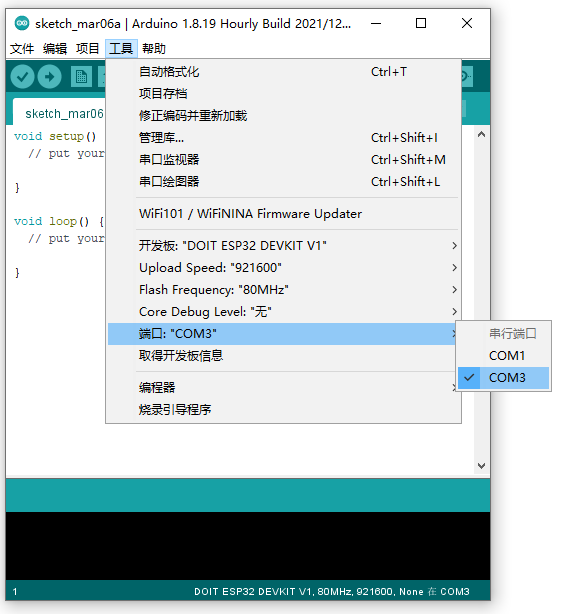 sketch_mar06a | Arduino 1.8.19 Hourly Build 2021/12...
文件 编辑 项目 工具 帮助
sketch_mar06
void setup()
// put your
}
void loop() {
// put your
}
自动格式化 Ctrl+T
项目存档
修正编码并重新加载
管理库... Ctrl+Shift+I
串口监视器 Ctrl+Shift+M
串口绘图器 Ctrl+Shift+L
WiFi101 / WiFiNINA Firmware Updater
开发板: "DOIT ESP32 DEVKIT V1"
Upload Speed: "921600"
Flash Frequency: "80MHz"
Core Debug Level: "无"
端口: "COM3"
取得开发板信息
编程器
烧录引导程序
串行端口
COM1
COM3
1 DOIT ESP32 DEVKIT V1, 80MHz, 921600, None 在 COM3